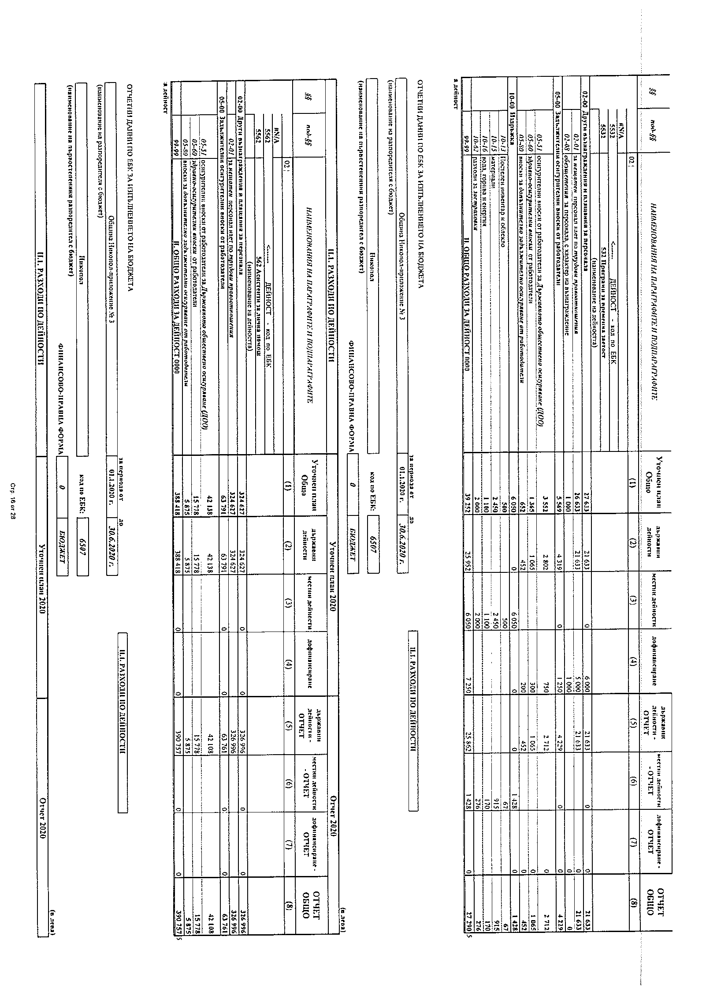 §§ под-§§ НАИМЕНОВАНИЯ НА ПАРАГРАФИТЕ И ПОДПАРАГРАФИТЕ Уточнен план Общо държавни дейности местни дейности дофинансиране държавни дейности - ОТЧЕТ местни дейности - ОТЧЕТ дофинансиране - ОТЧЕТ ОТЧЕТ ОБЩО
02 : (1) (2) (3) (4) (5) (6) (7) (8)
#N/A
5532 <------ ДЕЙНОСТ - код по ЕБК
5532 532 Програми за временна заетост
(наименование на дейността)
02-00 Други възнаграждения и плащания за персонала 27 633 21 633 0 6 000 21 633 0 0 21 633
02-01 за нещатен персонал нает по трудови правоотношения 26 633 21 633 5 000 21 633 0 21 633
02-08 обезщетения за персонала, с характер на възнаграждение 1 000 1 000 0 0
05-00 Задължителни осигурителни вноски от работодатели 5 569 4 319 0 1 250 4 229 0 0 4 229
05-51 осигурителни вноски от работодатели за Държавното обществено осигуряване (ДОО) 3 552 2 802 750 2 712 0 2 712
05-60 здравно-осигурителни вноски от работодатели 1 365 1 065 300 1 065 0 1 065
05-80 вноски за допълнително задължително осигуряване от работодатели 652 452 200 452 0 452
10-00 Издръжка 6 050 0 6 050 0 0 1 428 0 1 428
10-13 Постелен инвентар и облекло 500 500 67 67
10-15 материали 2 450 2 450 915 915
10-16 вода, горива и енергия 1 100 1 100 170 170
10-62 разходи за застраховки 2 000 2 000 276 276
99-99 II. ОБЩО РАЗХОДИ ЗА ДЕЙНОСТ 0000 39 252 25 952 6 050 7 250 25 862 1 428 0 27 290 5
а дейност
ОТЧЕТНИ ДАННИ ПО ЕБК ЗА ИЗПЪЛНЕНИЕТО НА БЮДЖЕТА
II.1. РАЗХОДИ ПО ДЕЙНОСТИ
за периода от до
Община Никопол-приложение № 3 01.1.2020 г. 30.6.2020 г.
(наименование на разпоредителя с бюджет)
Никопол код по ЕБК: 6507
(наименование на първостепенния разпоредител с бюджет)
ФИНАНСОВО-ПРАВНА ФОРМА 0 БЮДЖЕТ
(в лева)
II.1. РАЗХОДИ ПО ДЕЙНОСТИ Уточнен план 2020 Отчет 2020
§§ под-§§ НАИМЕНОВАНИЯ НА ПАРАГРАФИТЕ И ПОДПАРАГРАФИТЕ Уточнен план Общо държавни дейности местни дейности дофинансиране държавни дейности - ОТЧЕТ местни дейности - ОТЧЕТ дофинансиране - ОТЧЕТ ОТЧЕТ ОБЩО
02 : (1) (2) (3) (4) (5) (6) (7) (8)
#N/A
5562 <------ ДЕЙНОСТ - код по ЕБК
5562 562 Асистенти за лична помощ
(наименование на дейността)
02-00 Други възнаграждения и плащания за персонала 324 627 324 627 0 0 326 996 0 0 326 996
02-01 за нещатен персонал нает по трудови правоотношения 324 627 324 627 326 996 326 996
05-00 Задължителни осигурителни вноски от работодатели 63 791 63 791 0 0 63 761 0 0 63 761
05-51 осигурителни вноски от работодатели за Държавното обществено осигуряване (ДОО) 42 138 42 138 42 108 42 108
05-60 здравно-осигурителни вноски от работодатели 15 778 15 778 15 778 15 778
05-80 вноски за допълнително задължително осигуряване от работодатели 5 875 5 875 5 875 5 875
99-99 II. ОБЩО РАЗХОДИ ЗА ДЕЙНОСТ 0000 388 418 388 418 0 0 390 757 0 0 390 757 5
а дейност
ОТЧЕТНИ ДАННИ ПО ЕБК ЗА ИЗПЪЛНЕНИЕТО НА БЮДЖЕТА
II.1. РАЗХОДИ ПО ДЕЙНОСТИ
за периода от до
Община Никопол-приложение № 3 01.1.2020 г. 30.6.2020 г.
(наименование на разпоредителя с бюджет)
Никопол код по ЕБК: 6507
(наименование на първостепенния разпоредител с бюджет)
ФИНАНСОВО-ПРАВНА ФОРМА 0 БЮДЖЕТ
(в лева)
II.1. РАЗХОДИ ПО ДЕЙНОСТИ Уточнен план 2020 Отчет 2020
Стр. 16 от 28